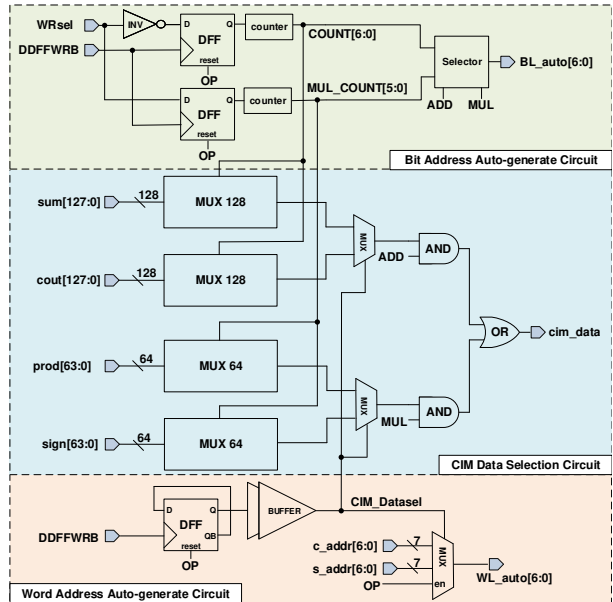 WRsel
INV
D
Q
DFF
reset
counter
COUNT[6:0]
DDFFWRB
OP
Selector
BL_auto[6:0]
MUL_COUNT[5:0]
D
Q
DFF
reset
counter
ADD
MUL
OP
Bit Address Auto-generate Circuit
sum[127:0]
128
MUX 128
MUX
ADD
AND
cout[127:0]
128
MUX 128
OR
cim_data
prod[63:0]
64
MUX 64
MUX
MUL
AND
sign[63:0]
64
MUX 64
CIM Data Selection Circuit
CIM_Datasel
D
Q
DFF
QB
reset
BUFFER
DDFFWRB
OP
c_addr[6:0]
7
s_addr[6:0]
7
OP
en
MUX
WL_auto[6:0]
Word Address Auto-generate Circuit